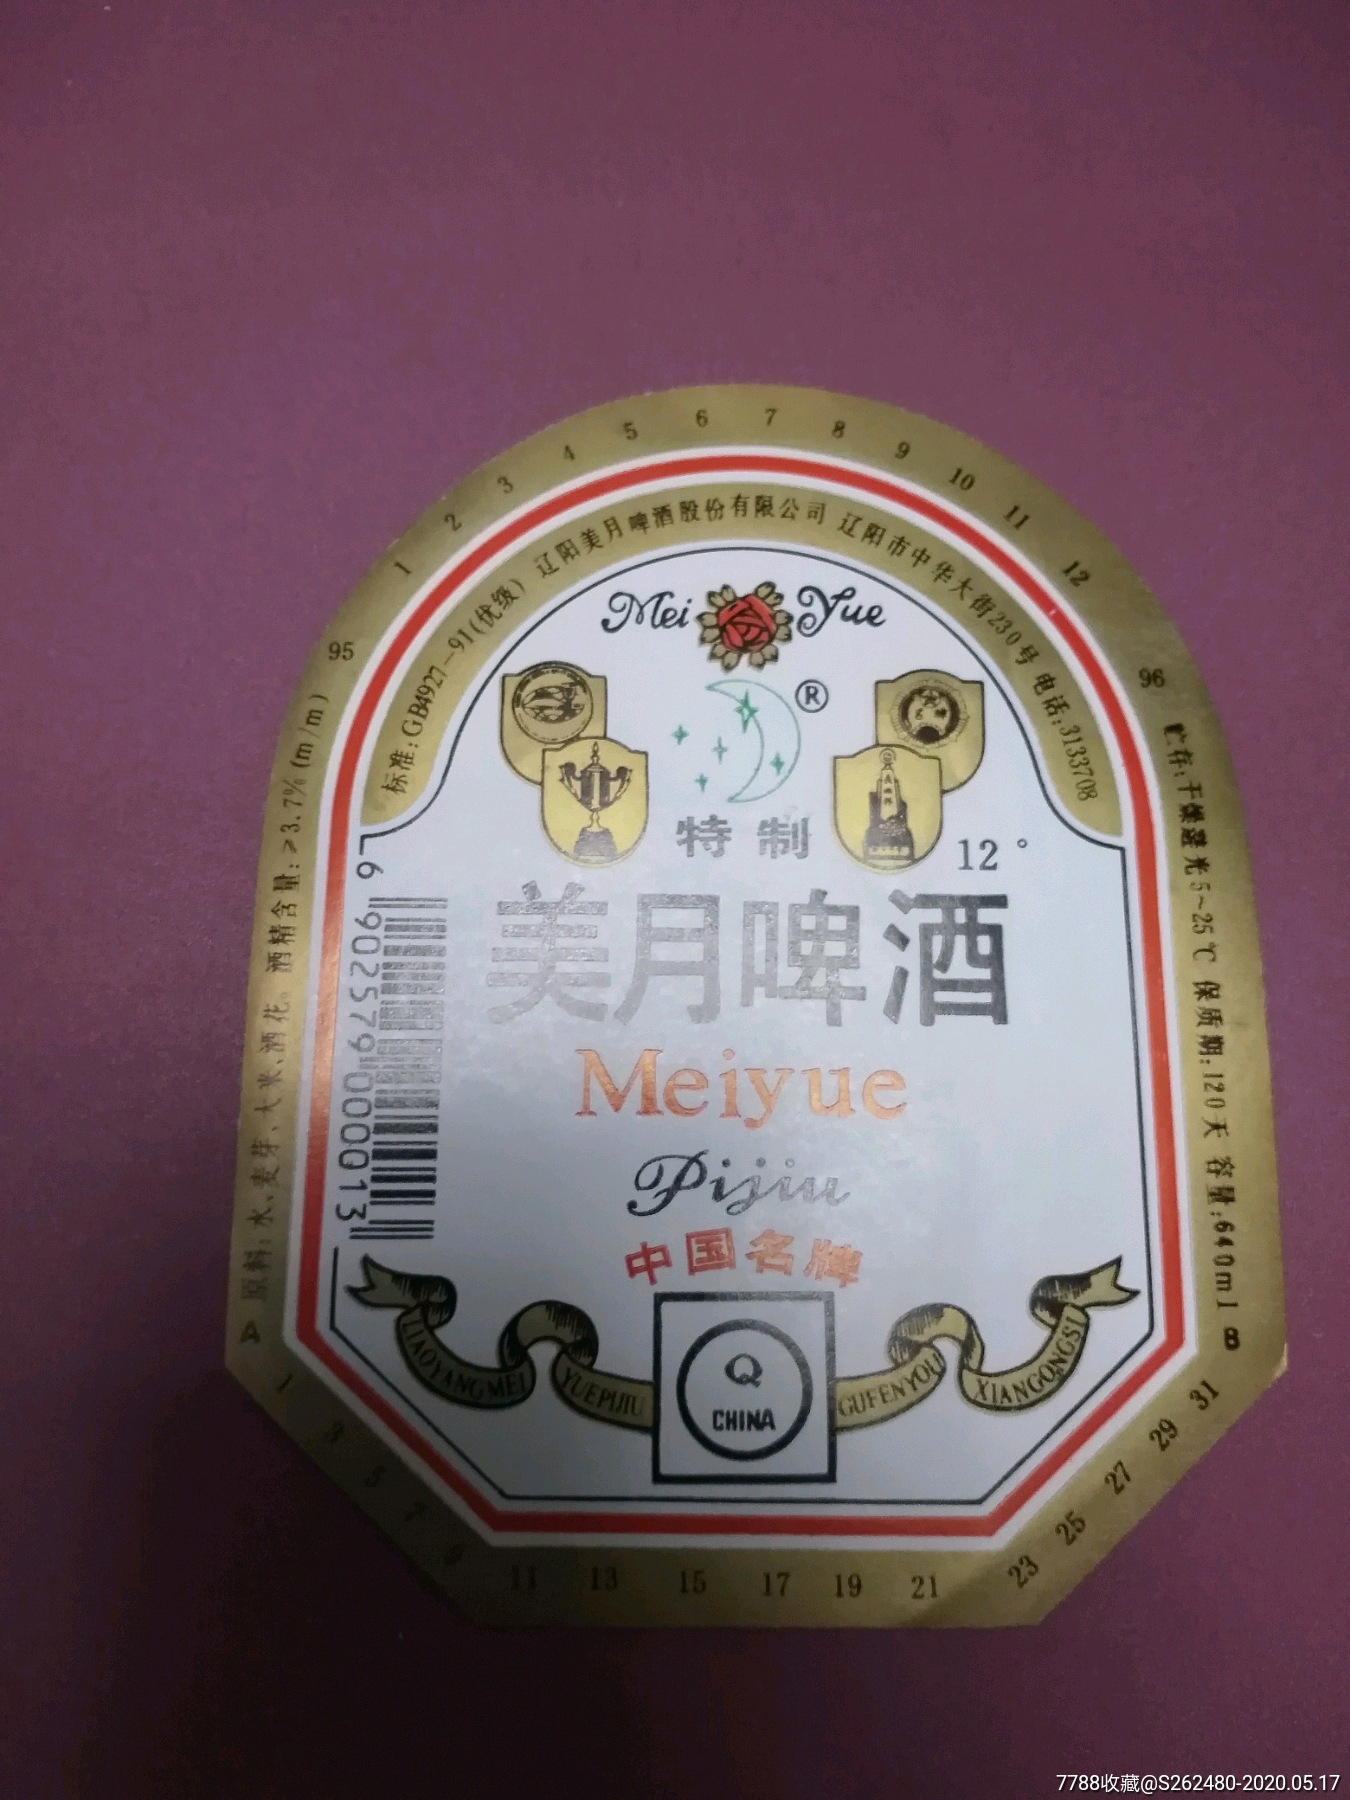 1 2 3 4 5 6 7 8 9 10 11 12
95
96
标准:GB4927-91(优级) 辽阳美月啤酒股份有限公司 辽阳市中华大街230号 电话:3133708
Mei Yue
®
特制
12°
美月啤酒
Meiyue
Pijiu
中国名牌
Q
CHINA
LIAOYANGMEI YUEPIJIU GUFENYOU XIANGONGSI
6 902579 000013
A 原料:水、麦芽、大米、酒花。 酒精含量:≥3.7%(m/m)
贮存:干燥避光5~25℃ 保质期:120天 容量:640ml B
1 3 5 7 9 11 13 15 17 19 21 23 25 27 29 31
7788收藏@S262480-2020.05.17